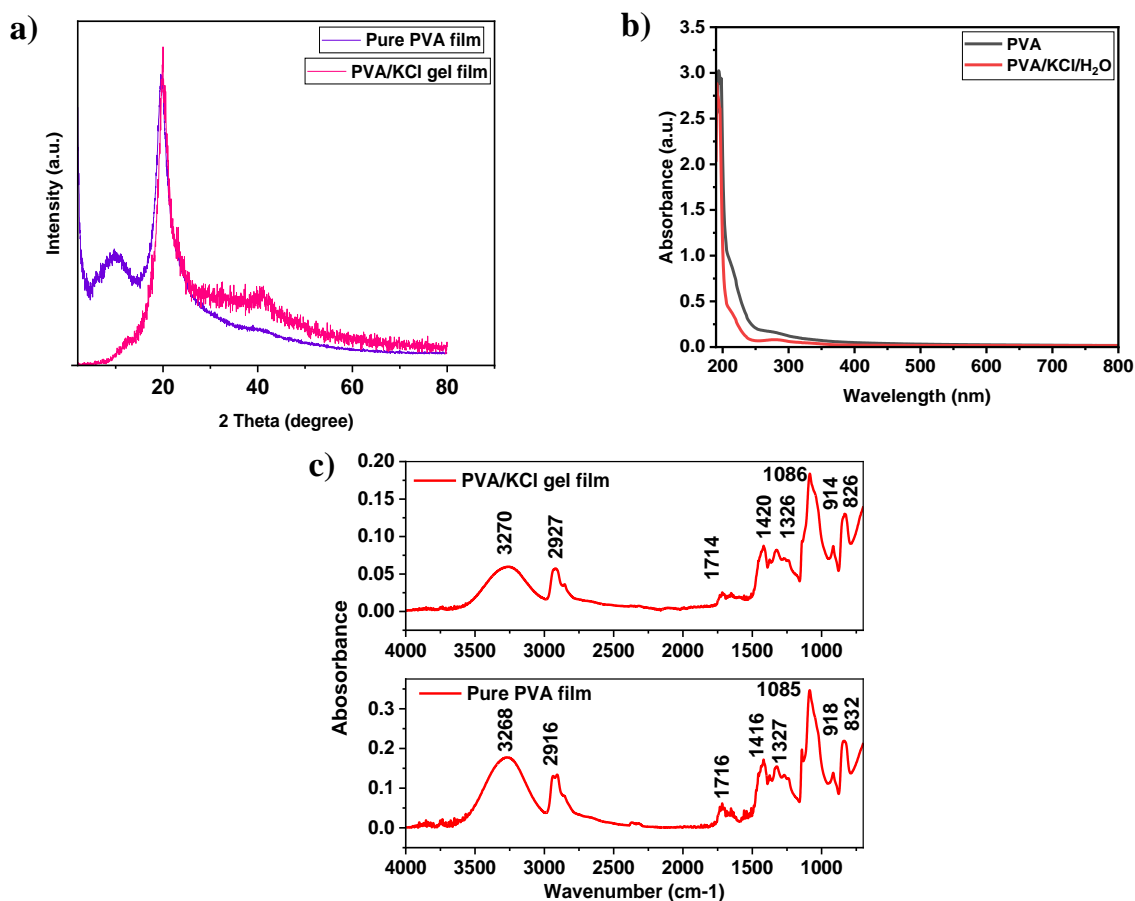 a)
Pure PVA film
PVA/KCl gel film
Intensity (a.u.)
20 40 60 80
2 Theta (degree)
b)
PVA
PVA/KCl/H₂O
3.5
3.0
2.5
2.0
1.5
1.0
0.5
0.0
Absorbance (a.u.)
200 300 400 500 600 700 800
Wavelength (nm)
c)
PVA/KCl gel film
0.20
0.15
0.10
0.05
0.00
3270
2927
1714
1420
1326
1086
914
826
4000 3500 3000 2500 2000 1500 1000
Abosorbance
Pure PVA film
0.3
0.2
0.1
0.0
3268
2916
1716
1416
1327
1085
918
832
4000 3500 3000 2500 2000 1500 1000
Wavenumber (cm-1)